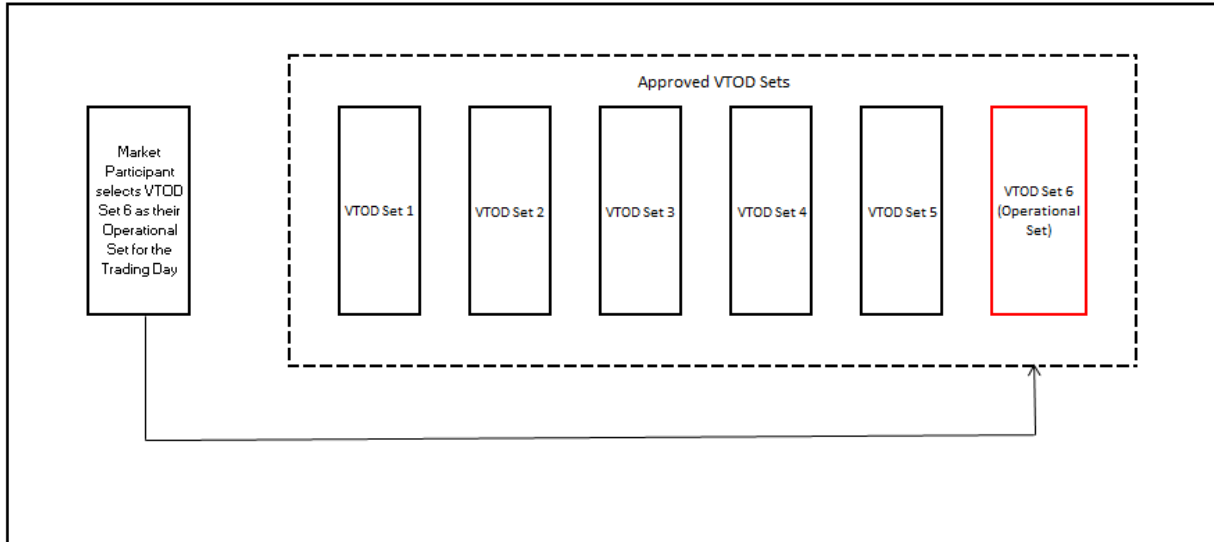 Approved VTOD Sets
Market
Participant
selects VTOD
Set 6 as their
Operational
Set for the
Trading Day
VTOD Set 1
VTOD Set 2
VTOD Set 3
VTOD Set 4
VTOD Set 5
VTOD Set 6
(Operational
Set)